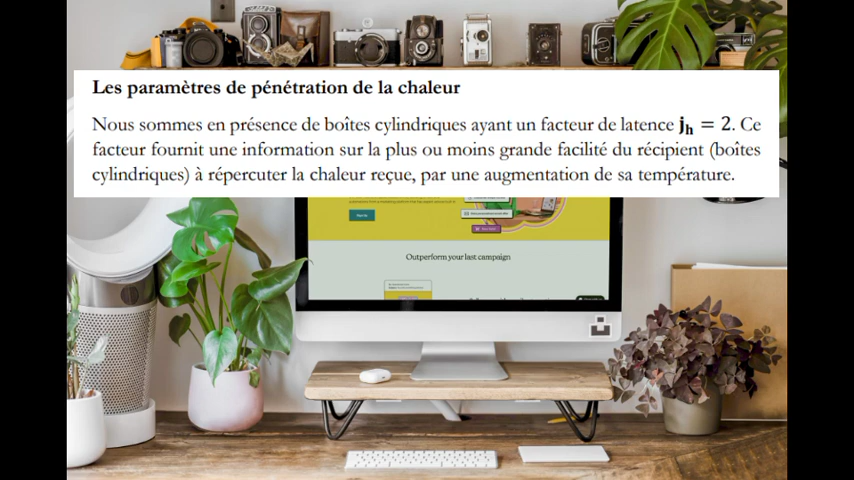 Les paramètres de pénétration de la chaleur
Nous sommes en présence de boîtes cylindriques ayant un facteur de latence jₕ = 2. Ce
facteur fournit une information sur la plus ou moins grande facilité du récipient (boîtes
cylindriques) à répercuter la chaleur reçue, par une augmentation de sa température.
Outperform your last campaign